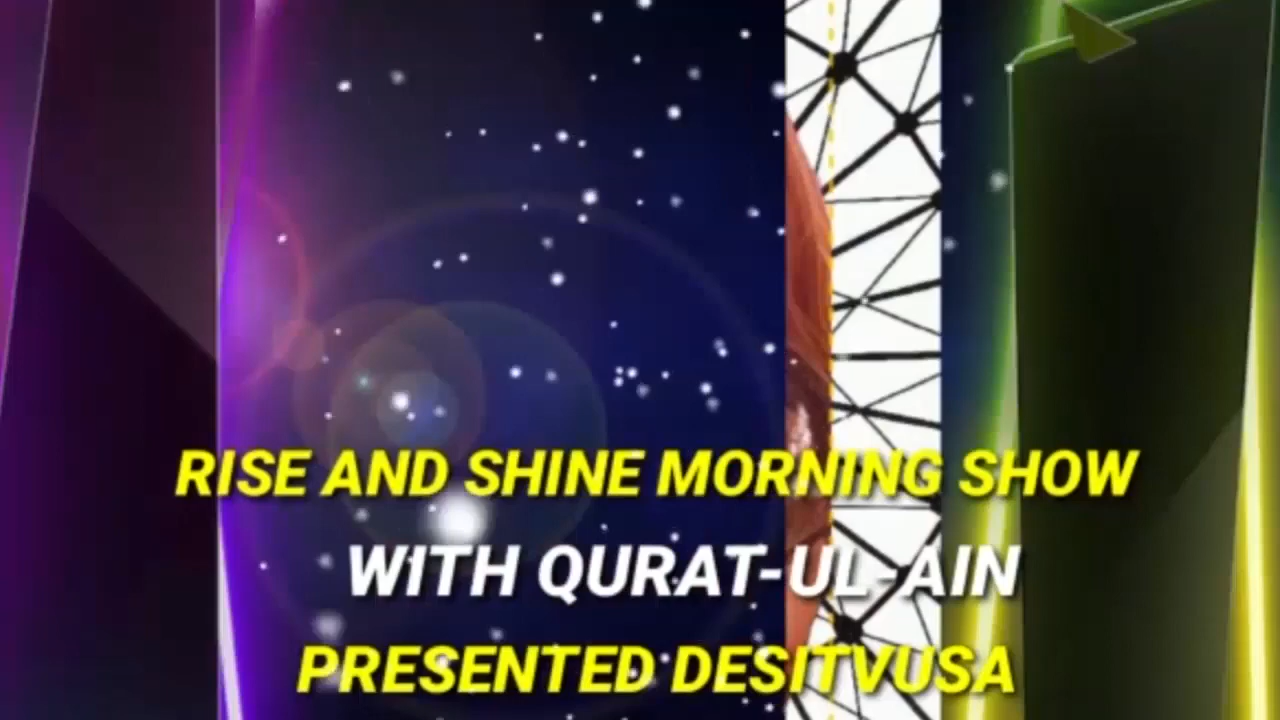 RISE AND SHINE MORNING SHOW
WITH QURAT-UL-AIN
PRESENTED DESITVUSA